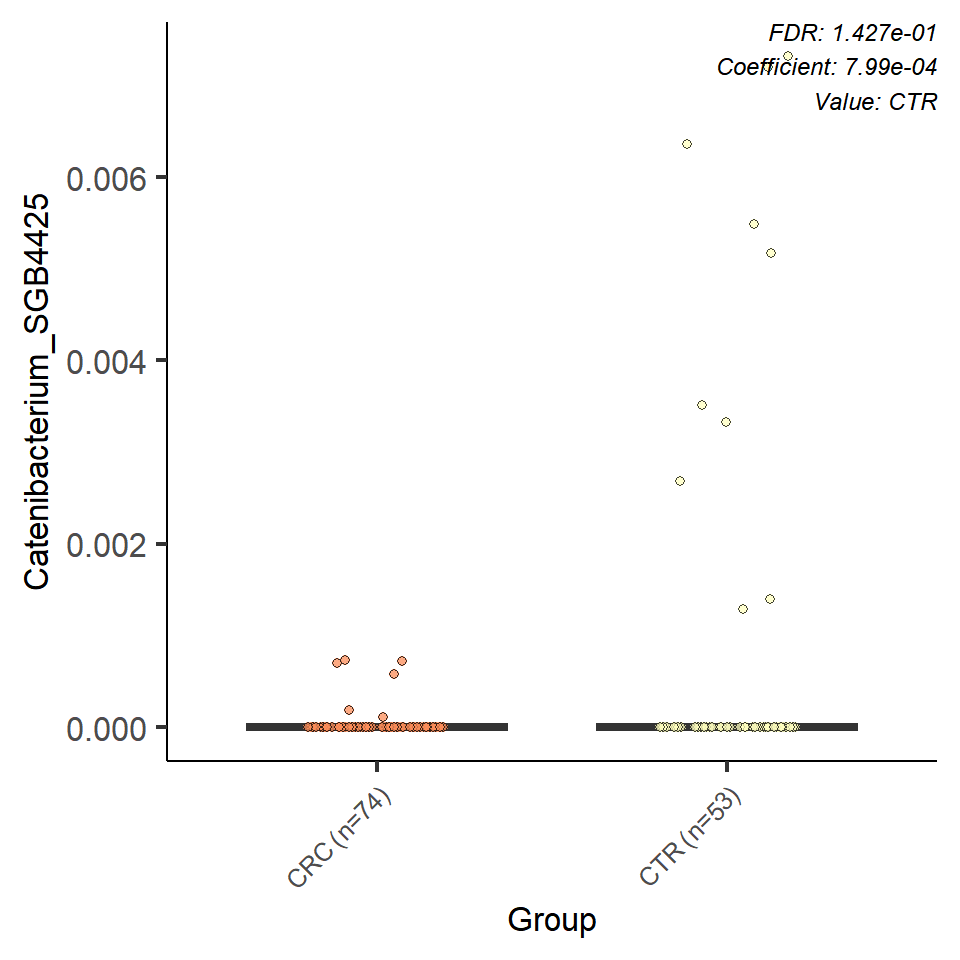 FDR: 1.427e-01
Coefficient: 7.99e-04
Value: CTR
Catenibacterium_SGB4425
0.006
0.004
0.002
0.000
CRC (n=74)
CTR (n=53)
Group